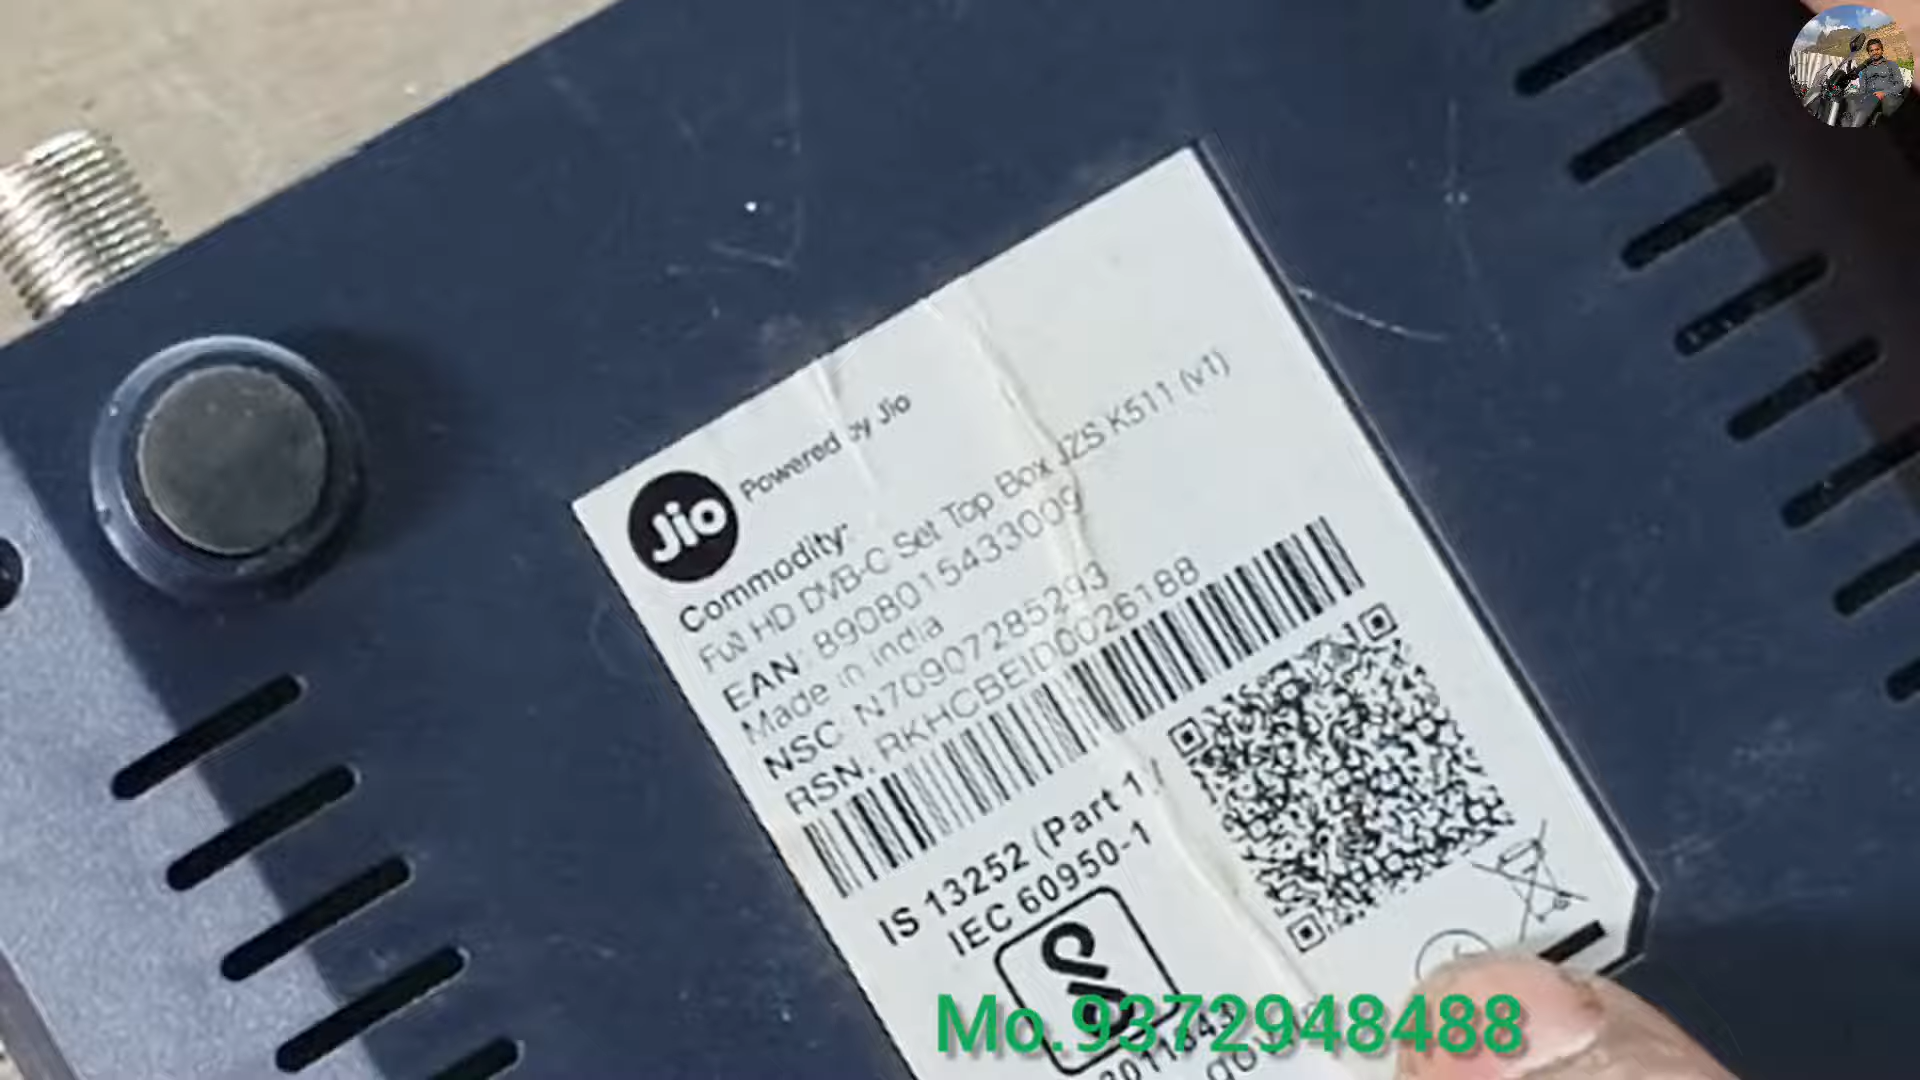 Jio Powered by Jio
Commodity:
Full HD DVB-C Set Top Box JZS K511 (v1)
EAN: 8908015433009
Made in India
NSC: N70907285293
RSN: RKHCBEID0026188
IS 13252 (Part 1)/
IEC 60950-1
Mo.9372948488